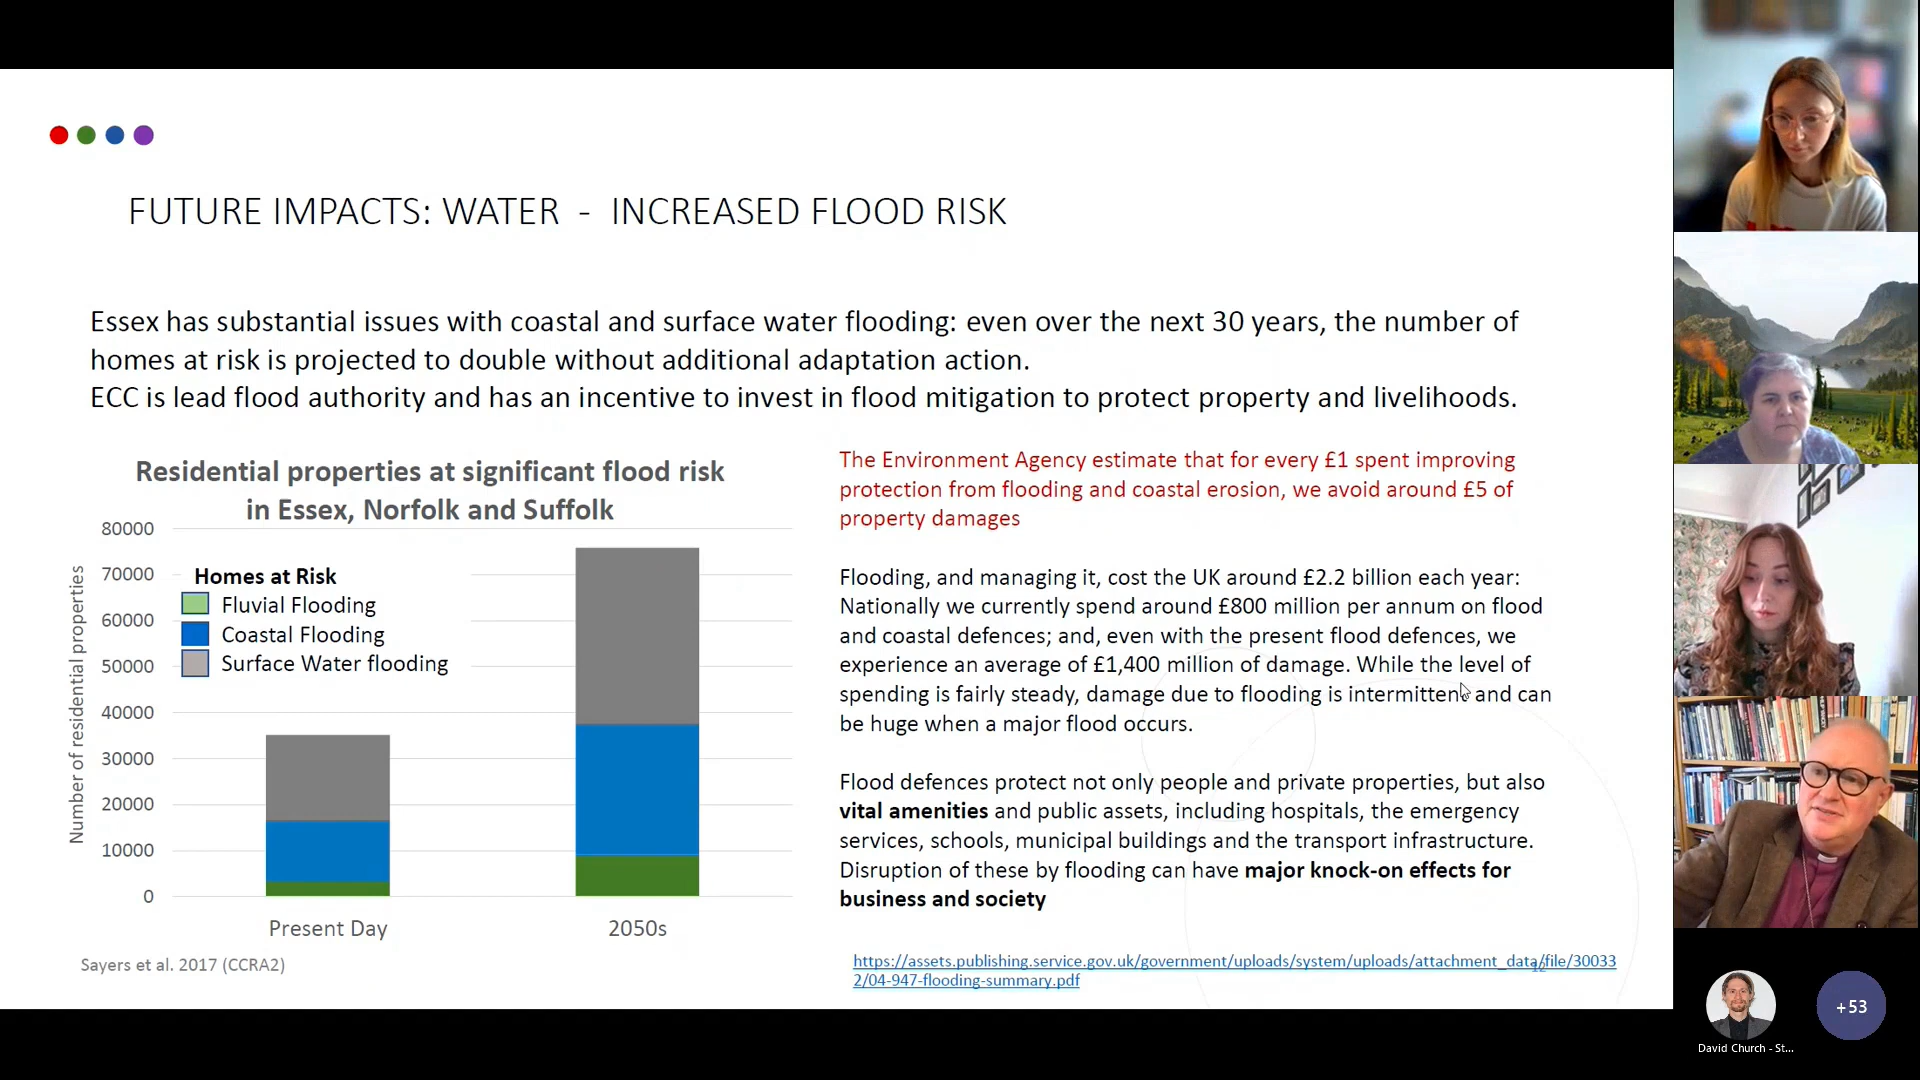 FUTURE IMPACTS: WATER - INCREASED FLOOD RISK
Essex has substantial issues with coastal and surface water flooding: even over the next 30 years, the number of
homes at risk is projected to double without additional adaptation action.
ECC is lead flood authority and has an incentive to invest in flood mitigation to protect property and livelihoods.
Residential properties at significant flood risk
in Essex, Norfolk and Suffolk
Number of residential properties
80000
70000
60000
50000
40000
30000
20000
10000
0
Homes at Risk
Fluvial Flooding
Coastal Flooding
Surface Water flooding
Present Day
2050s
Sayers et al. 2017 (CCRA2)
The Environment Agency estimate that for every £1 spent improving
protection from flooding and coastal erosion, we avoid around £5 of
property damages
Flooding, and managing it, cost the UK around £2.2 billion each year:
Nationally we currently spend around £800 million per annum on flood
and coastal defences; and, even with the present flood defences, we
experience an average of £1,400 million of damage. While the level of
spending is fairly steady, damage due to flooding is intermittent and can
be huge when a major flood occurs.
Flood defences protect not only people and private properties, but also
vital amenities and public assets, including hospitals, the emergency
services, schools, municipal buildings and the transport infrastructure.
Disruption of these by flooding can have major knock-on effects for
business and society
https://assets.publishing.service.gov.uk/government/uploads/system/uploads/attachment_data/file/30033
2/04-947-flooding-summary.pdf
12
+53
David Church - St...